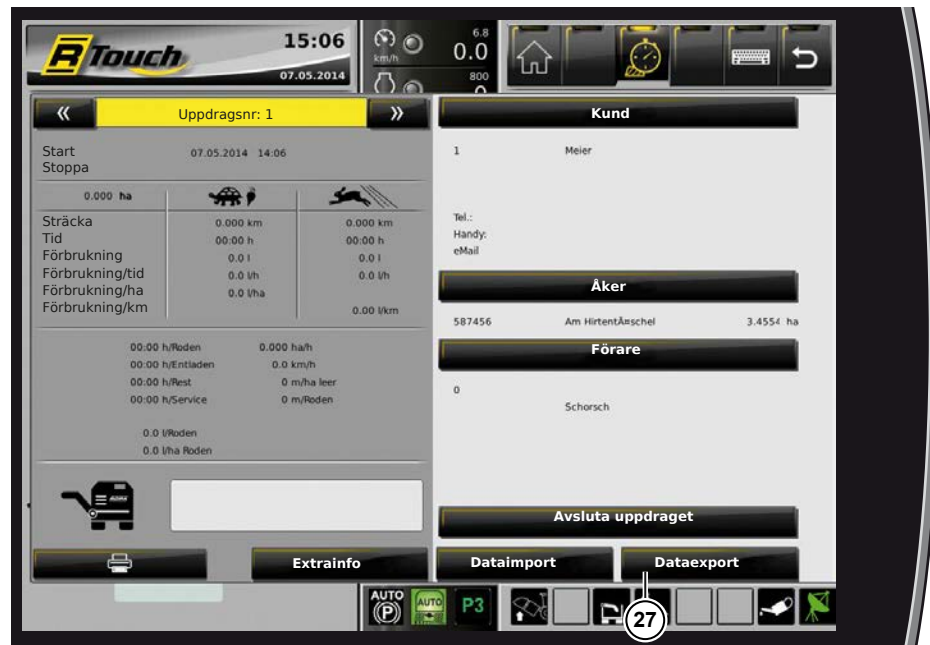 R Touch
15:06
07.05.2014
km/h
6.8
0.0
800
0
«
Uppdragsnr: 1
»
Start 07.05.2014 14:06
Stoppa
0.000 ha
Sträcka 0.000 km 0.000 km
Tid 00:00 h 00:00 h
Förbrukning 0.0 l 0.0 l
Förbrukning/tid 0.0 l/h 0.0 l/h
Förbrukning/ha 0.0 l/ha
Förbrukning/km 0.00 l/km
00:00 h/Roden 0.000 ha/h
00:00 h/Entladen 0.0 km/h
00:00 h/Rest 0 m/ha leer
00:00 h/Service 0 m/Roden
0.0 l/Roden
0.0 l/ha Roden
Extrainfo
Kund
1 Meier
Tel.:
Handy:
eMail
Åker
587456 Am HirtentÃ¤schel 3.4554 ha
Förare
0
Schorsch
Avsluta uppdraget
Dataimport
Dataexport
AUTO
(P)
AUTO
P3
27